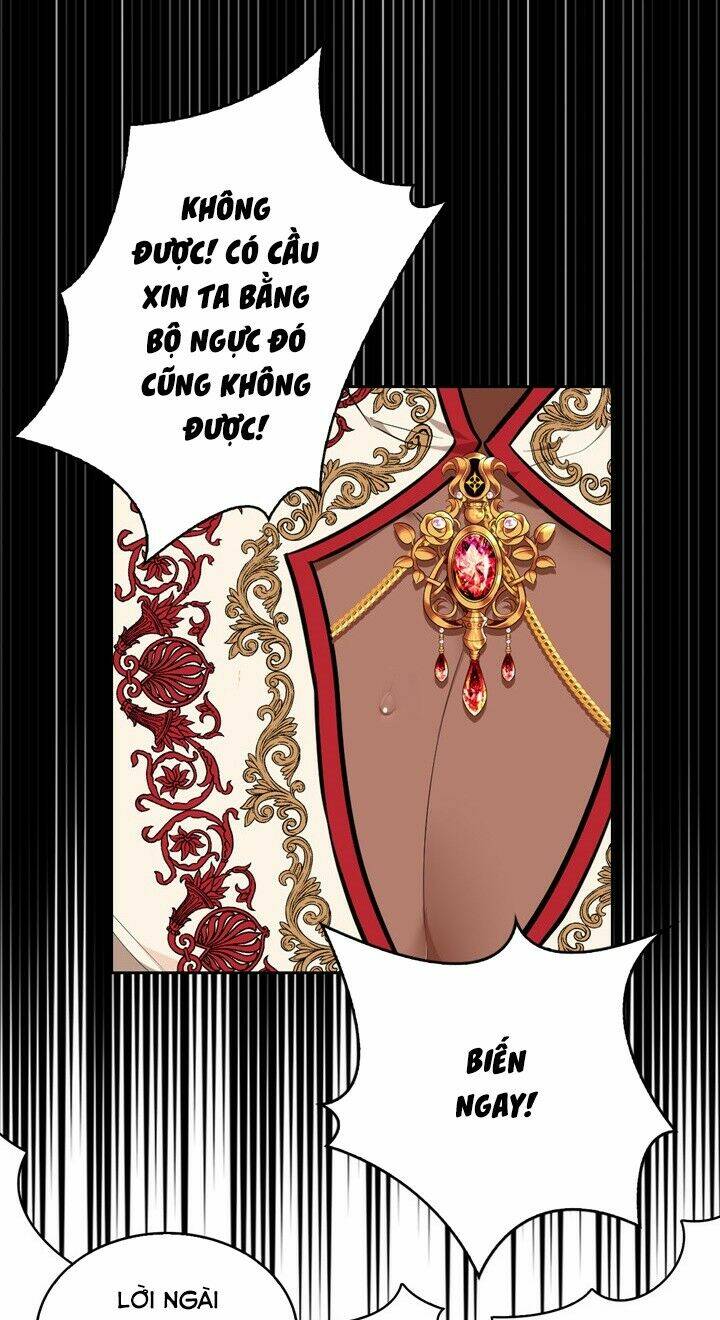 KHÔNG
ĐƯỢC! CÓ CẦU
XIN TA BẰNG
BỘ NGỰC ĐÓ
CŨNG KHÔNG
ĐƯỢC!
BIẾN
NGAY!
LỜI NGÀI